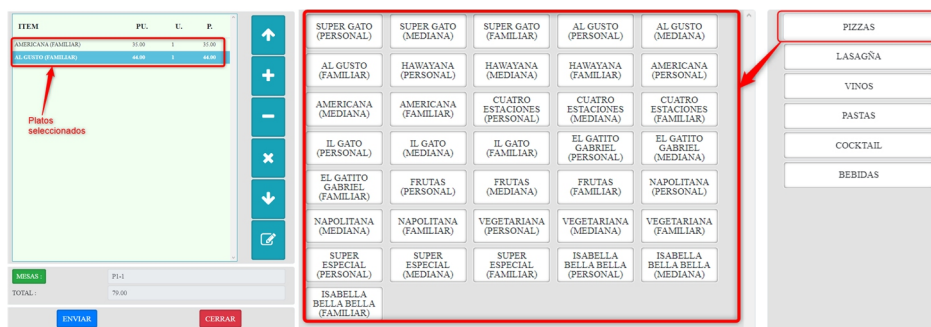 ITEM PU. U. P.
AMERICANA (FAMILIAR) 35.00 1 35.00
AL GUSTO (FAMILIAR) 44.00 1 44.00
Platos
seleccionados
MESAS : P1-1
TOTAL : 79.00
ENVIAR CERRAR
SUPER GATO
(PERSONAL)
SUPER GATO
(MEDIANA)
SUPER GATO
(FAMILIAR)
AL GUSTO
(PERSONAL)
AL GUSTO
(MEDIANA)
AL GUSTO
(FAMILIAR)
HAWAYANA
(PERSONAL)
HAWAYANA
(MEDIANA)
HAWAYANA
(FAMILIAR)
AMERICANA
(PERSONAL)
AMERICANA
(MEDIANA)
AMERICANA
(FAMILIAR)
CUATRO
ESTACIONES
(PERSONAL)
CUATRO
ESTACIONES
(MEDIANA)
CUATRO
ESTACIONES
(FAMILIAR)
IL GATO
(PERSONAL)
IL GATO
(MEDIANA)
IL GATO
(FAMILIAR)
EL GATITO
GABRIEL
(PERSONAL)
EL GATITO
GABRIEL
(MEDIANA)
EL GATITO
GABRIEL
(FAMILIAR)
FRUTAS
(PERSONAL)
FRUTAS
(MEDIANA)
FRUTAS
(FAMILIAR)
NAPOLITANA
(PERSONAL)
NAPOLITANA
(MEDIANA)
NAPOLITANA
(FAMILIAR)
VEGETARIANA
(PERSONAL)
VEGETARIANA
(MEDIANA)
VEGETARIANA
(FAMILIAR)
SUPER
ESPECIAL
(PERSONAL)
SUPER
ESPECIAL
(MEDIANA)
SUPER
ESPECIAL
(FAMILIAR)
ISABELLA
BELLA BELLA
(PERSONAL)
ISABELLA
BELLA BELLA
(MEDIANA)
ISABELLA
BELLA BELLA
(FAMILIAR)
PIZZAS
LASAGÑA
VINOS
PASTAS
COCKTAIL
BEBIDAS